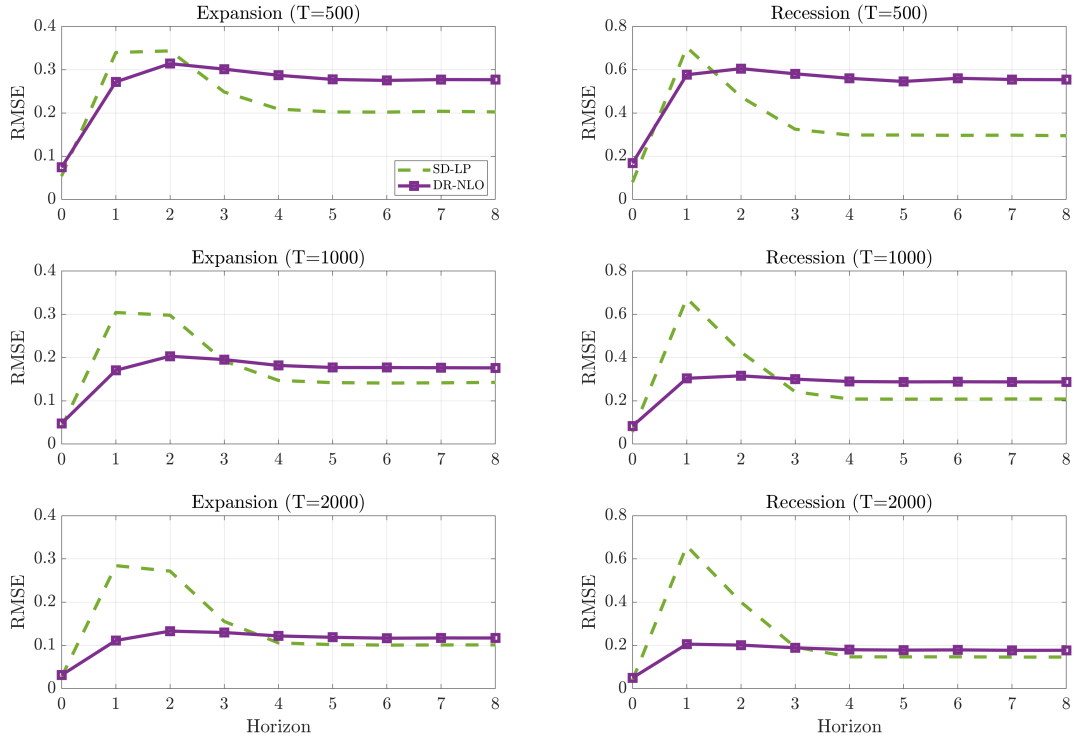 Expansion (T=500)
RMSE
0.4
0.3
0.2
0.1
0
0 1 2 3 4 5 6 7 8
SD-LP
DR-NLO
Recession (T=500)
RMSE
0.8
0.6
0.4
0.2
0
0 1 2 3 4 5 6 7 8
Expansion (T=1000)
RMSE
0.4
0.3
0.2
0.1
0
0 1 2 3 4 5 6 7 8
Recession (T=1000)
RMSE
0.8
0.6
0.4
0.2
0
0 1 2 3 4 5 6 7 8
Expansion (T=2000)
RMSE
0.4
0.3
0.2
0.1
0
0 1 2 3 4 5 6 7 8
Horizon
Recession (T=2000)
RMSE
0.8
0.6
0.4
0.2
0
0 1 2 3 4 5 6 7 8
Horizon